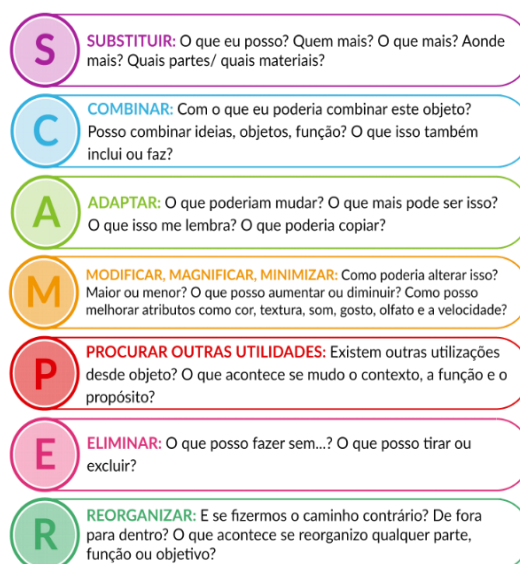 S
SUBSTITUIR: O que eu posso? Quem mais? O que mais? Aonde
mais? Quais partes/ quais materiais?
C
COMBINAR: Com o que eu poderia combinar este objeto?
Posso combinar ideias, objetos, função? O que isso também
inclui ou faz?
A
ADAPTAR: O que poderiam mudar? O que mais pode ser isso?
O que isso me lembra? O que poderia copiar?
M
MODIFICAR, MAGNIFICAR, MINIMIZAR: Como poderia alterar isso?
Maior ou menor? O que posso aumentar ou diminuir? Como posso
melhorar atributos como cor, textura, som, gosto, olfato e a velocidade?
P
PROCURAR OUTRAS UTILIDADES: Existem outras utilizações
desde objeto? O que acontece se mudo o contexto, a função e o
propósito?
E
ELIMINAR: O que posso fazer sem...? O que posso tirar ou
excluir?
R
REORGANIZAR: E se fizermos o caminho contrário? De fora
para dentro? O que acontece se reorganizo qualquer parte,
função ou objetivo?